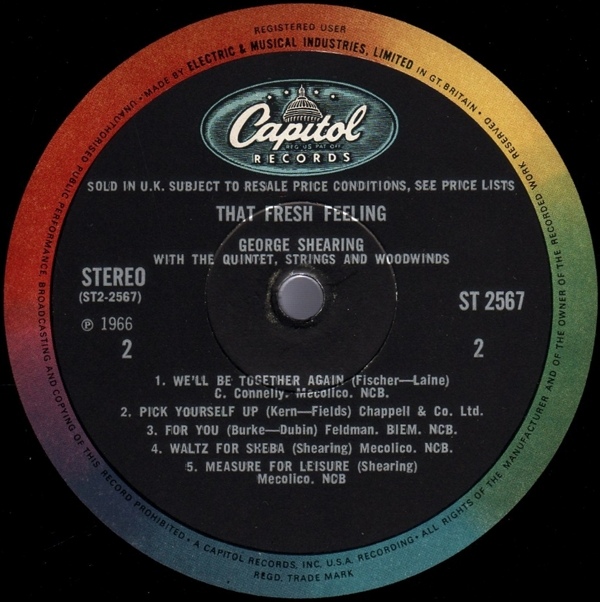 REGISTERED USER
MADE BY ELECTRIC & MUSICAL INDUSTRIES, LIMITED IN GT. BRITAIN •
WORK RESERVED
ALL RIGHTS OF THE MANUFACTURER AND OF THE OWNER OF THE RECORDED
UNAUTHORISED PUBLIC PERFORMANCE BROADCASTING AND COPYING OF THIS RECORD PROHIBITED •
A CAPITOL RECORDS, INC. U.S.A. RECORDING •
REGD. TRADE MARK
Capitol
REG. U.S. PAT. OFF.
RECORDS
SOLD IN U.K. SUBJECT TO RESALE PRICE CONDITIONS, SEE PRICE LISTS
THAT FRESH FEELING
GEORGE SHEARING
WITH THE QUINTET, STRINGS AND WOODWINDS
STEREO
(ST2-2567)
ST 2567
℗ 1966
2
2
1. WE'LL BE TOGETHER AGAIN (Fischer—Laine)
C. Connelly. Mecolico. NCB.
2. PICK YOURSELF UP (Kern—Fields) Chappell & Co. Ltd.
3. FOR YOU (Burke—Dubin) Feldman. BIEM. NCB.
4. WALTZ FOR SHEBA (Shearing) Mecolico. NCB.
5. MEASURE FOR LEISURE (Shearing)
Mecolico. NCB